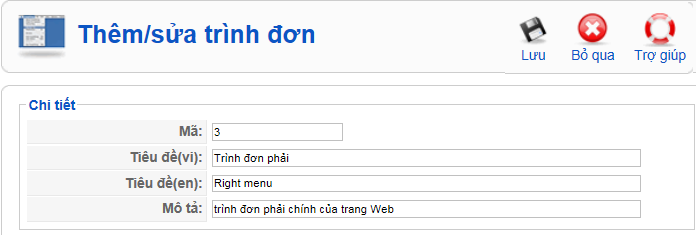 Thêm/sửa trình đơn
Lưu Bỏ qua Trợ giúp
Chi tiết
Mã: 3
Tiêu đề(vi): Trình đơn phải
Tiêu đề(en): Right menu
Mô tả: trình đơn phải chính của trang Web